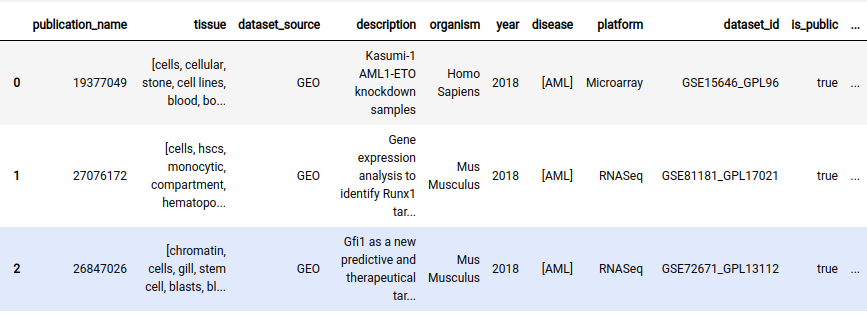 publication_name tissue dataset_source description organism year disease platform dataset_id is_public ...
0 19377049 [cells, cellular, stone, cell lines, blood, bo... GEO Kasumi-1 AML1-ETO knockdown samples Homo Sapiens 2018 [AML] Microarray GSE15646_GPL96 true ...
1 27076172 [cells, hscs, monocytic, compartment, hematopo... GEO Gene expression analysis to identify Runx1 tar... Mus Musculus 2018 [AML] RNASeq GSE81181_GPL17021 true ...
2 26847026 [chromatin, cells, gill, stem cell, blasts, bl... GEO Gfi1 as a new predictive and therapeutical tar... Mus Musculus 2018 [AML] RNASeq GSE72671_GPL13112 true ...